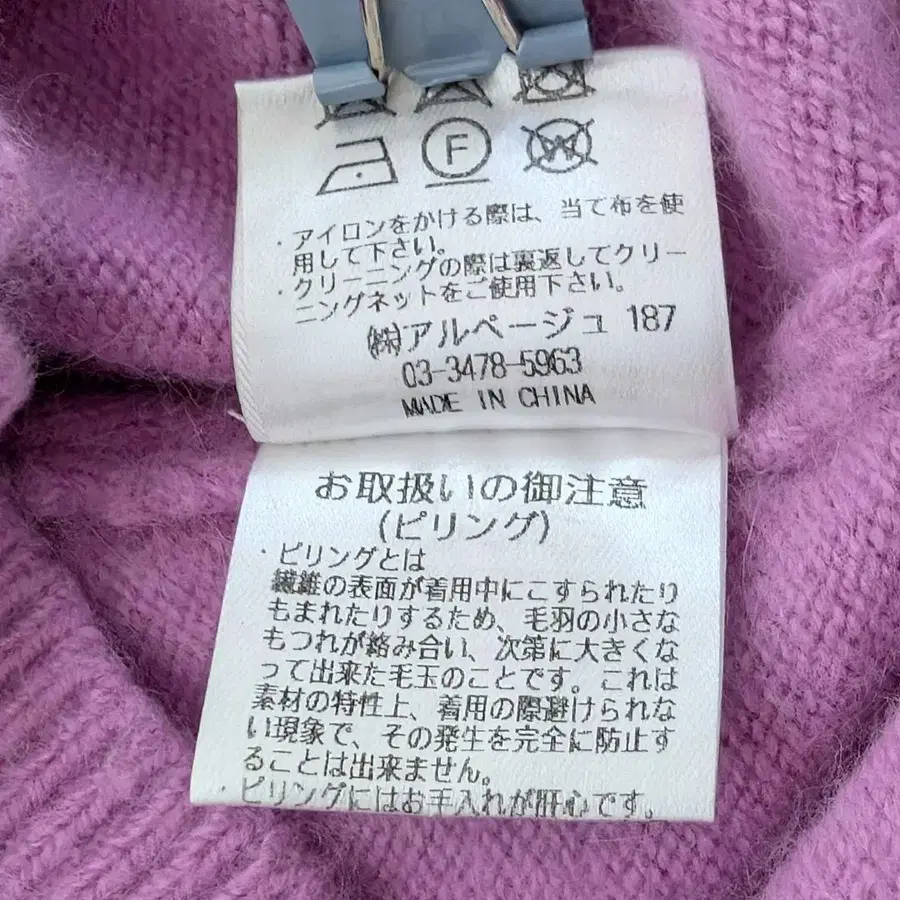 F W
・アイロンをかける際は、当て布を使
用して下さい。
・クリーニングの際は裏返してクリー
ニングネットをご使用下さい。
㈱アルページュ 187
03-3478-5963
MADE IN CHINA
お取扱いの御注意
(ピリング)
・ピリングとは
繊維の表面が着用中にこすられたり
もまれたりするため、毛羽の小さな
もつれが絡み合い、次第に大きくな
って出来た毛玉のことです。これは
素材の特性上、着用の際避けられな
い現象で、その発生を完全に防止す
ることは出来ません。
・ピリングにはお手入れが肝心です。